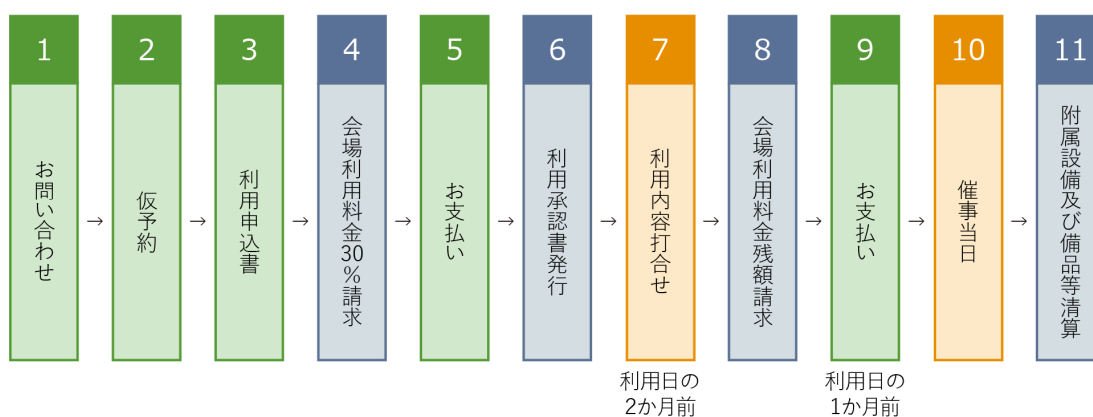 1
お問い合わせ
→
2
仮予約
→
3
利用申込書
→
4
会場利用料金30%請求
→
5
お支払い
→
6
利用承認書発行
→
7
利用内容打合せ
利用日の
2か月前
→
8
会場利用料金残額請求
→
9
お支払い
利用日の
1か月前
→
10
催事当日
→
11
附属設備及び備品等清算